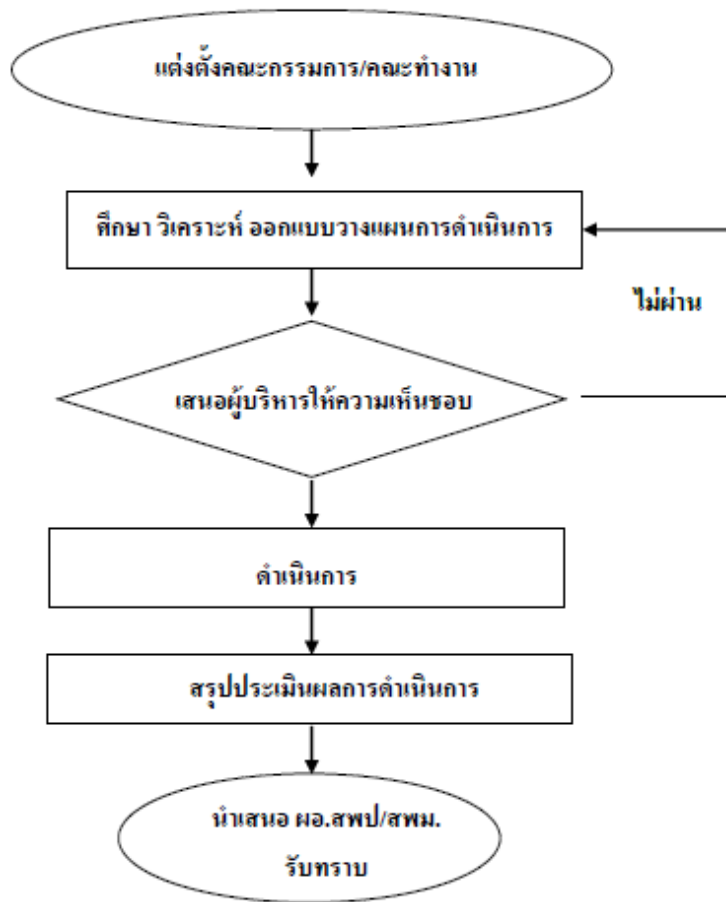 แต่งตั้งคณะกรรมการ/คณะทำงาน
ศึกษา วิเคราะห์ ออกแบบวางแผนการดำเนินการ
ไม่ผ่าน
เสนอผู้บริหารให้ความเห็นชอบ
ดำเนินการ
สรุปประเมินผลการดำเนินการ
นำเสนอ ผอ.สพป/สพม.
รับทราบ